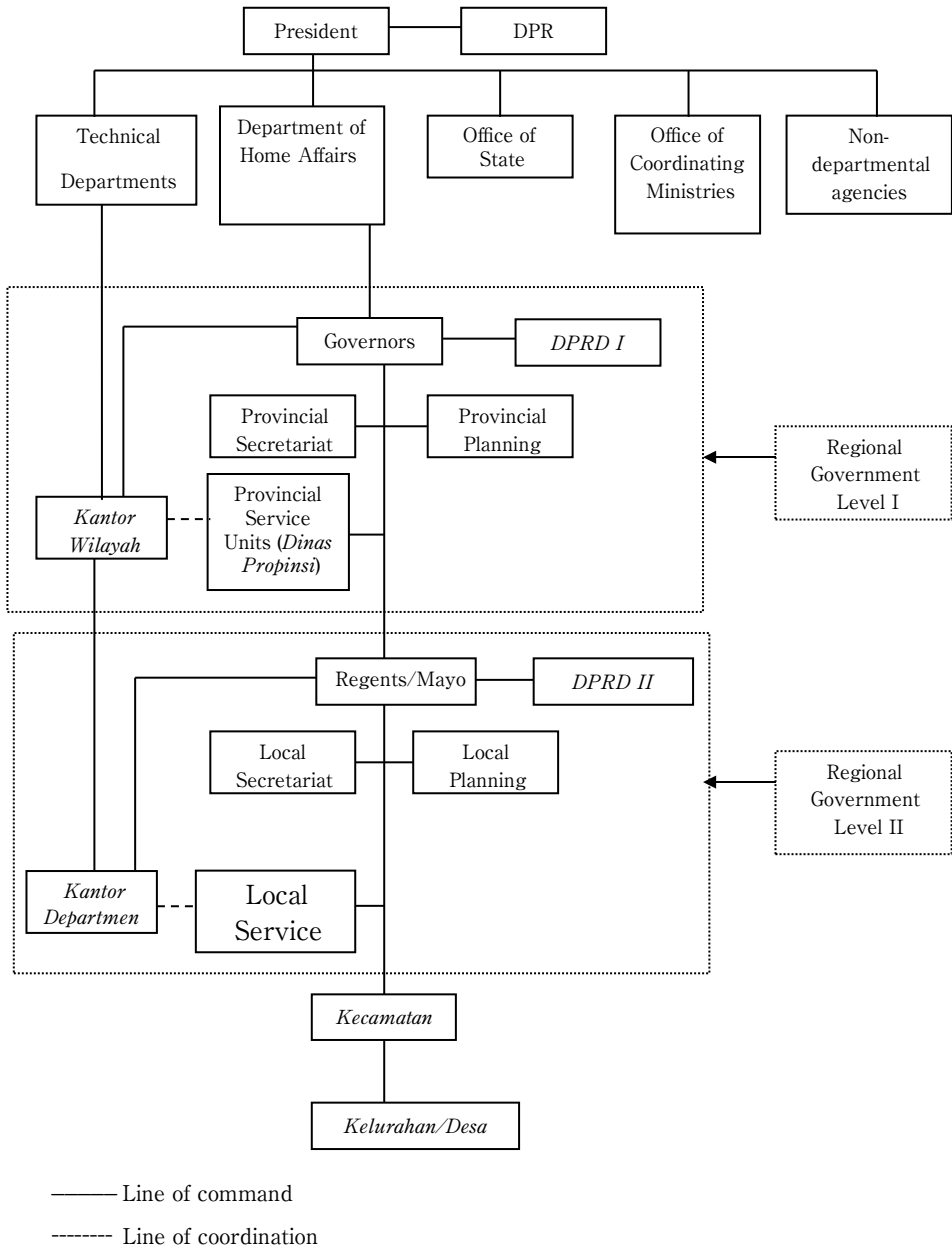 President
DPR
Technical
Departments
Department of
Home Affairs
Office of
State
Office of
Coordinating
Ministries
Non-
departmental
agencies
Governors
DPRD I
Provincial
Secretariat
Provincial
Planning
Regional
Government
Level I
Kantor
Wilayah
Provincial
Service
Units (Dinas
Propinsi)
Regents/Mayo
DPRD II
Local
Secretariat
Local
Planning
Regional
Government
Level II
Kantor
Departmen
Local
Service
Kecamatan
Kelurahan/Desa
Line of command
Line of coordination